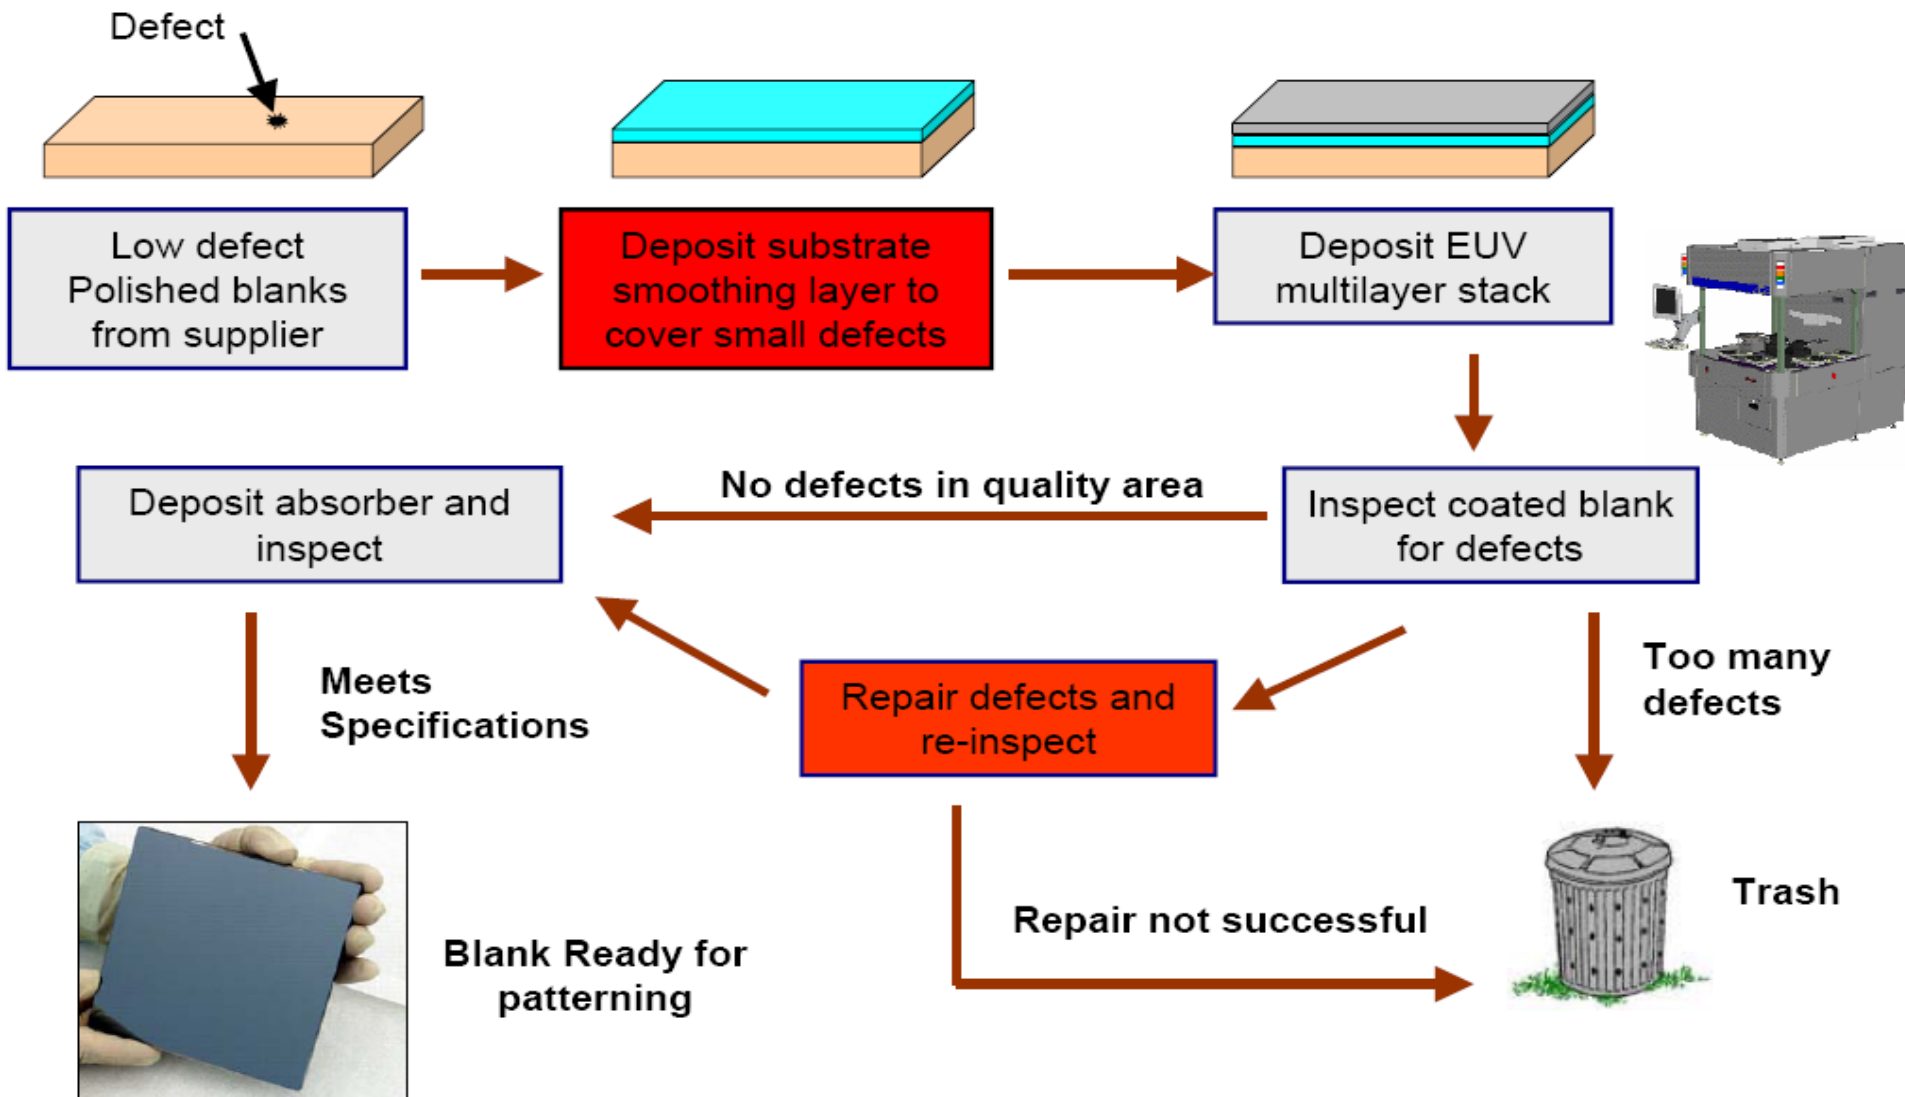 Defect
Low defect
Polished blanks
from supplier
Deposit substrate
smoothing layer to
cover small defects
Deposit EUV
multilayer stack
Deposit absorber and
inspect
No defects in quality area
Inspect coated blank
for defects
Meets
Specifications
Repair defects and
re-inspect
Too many
defects
Blank Ready for
patterning
Repair not successful
Trash